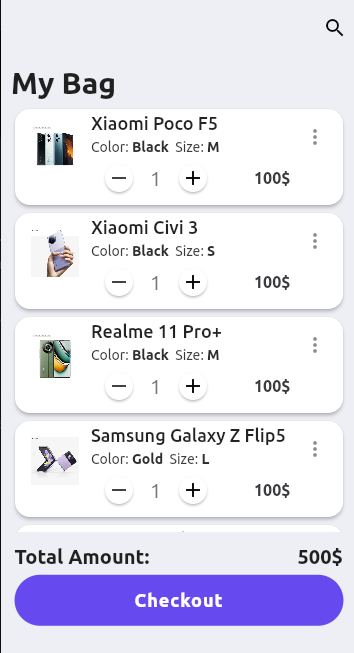 My Bag
Xiaomi Poco F5
Color: Black Size: M
1 100$
Xiaomi Civi 3
Color: Black Size: S
1 100$
Realme 11 Pro+
Color: Black Size: M
1 100$
Samsung Galaxy Z Flip5
Color: Gold Size: L
1 100$
Total Amount: 500$
Checkout